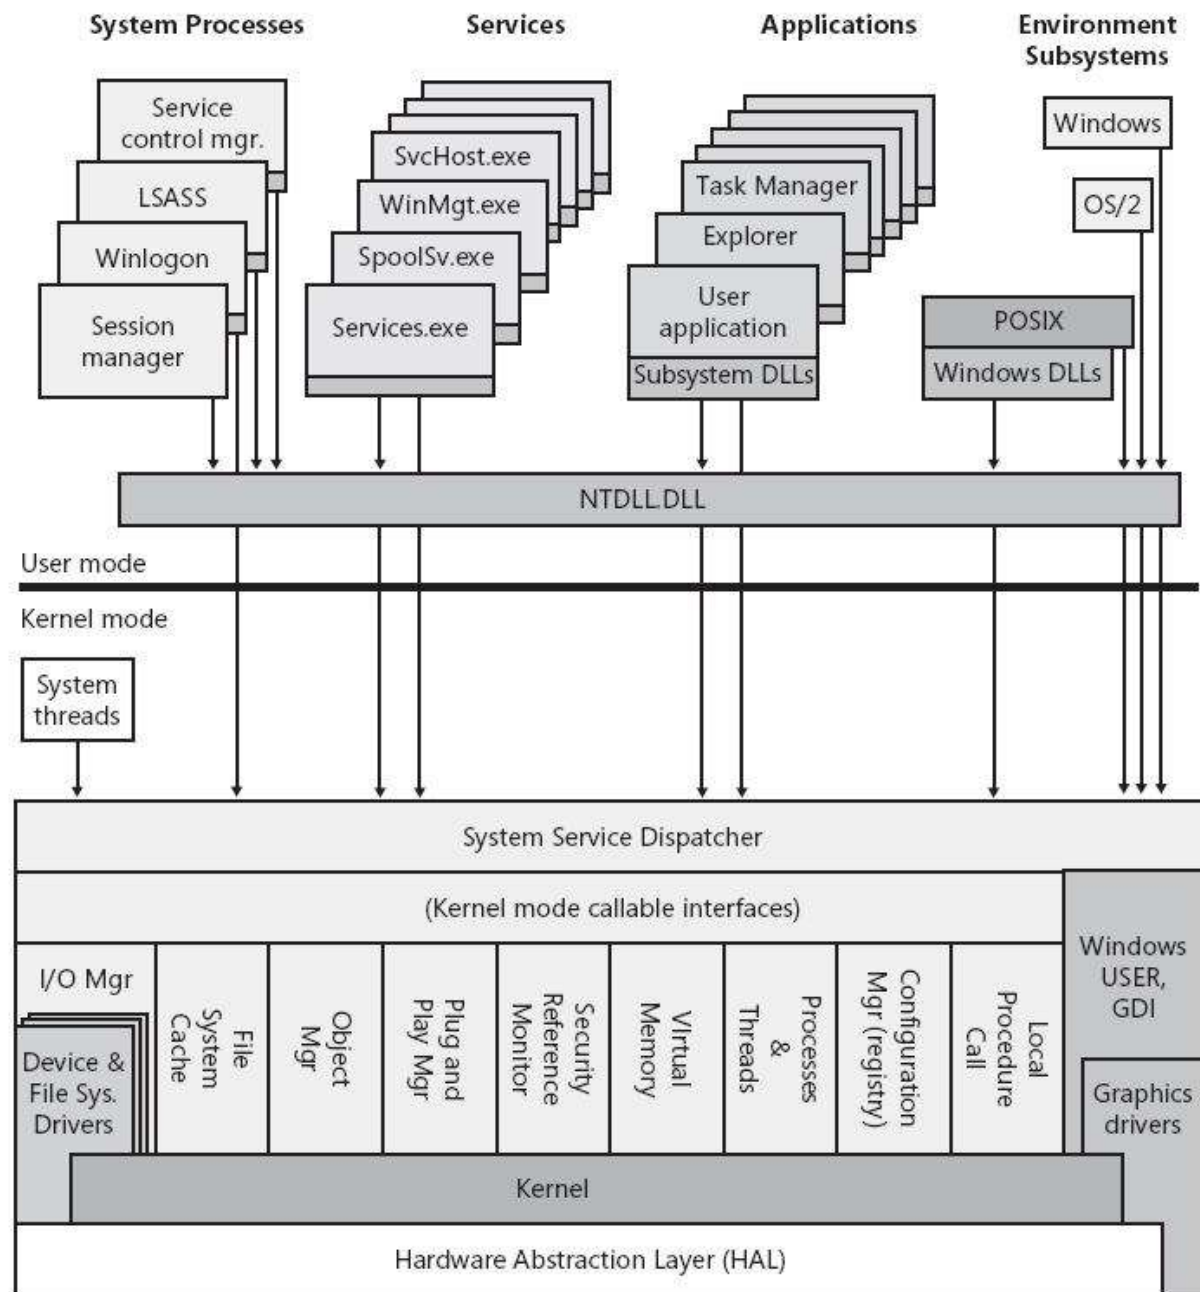 System Processes
Services
Applications
Environment
Subsystems
Service
control mgr.
LSASS
Winlogon
Session
manager
SvcHost.exe
WinMgt.exe
SpoolSv.exe
Services.exe
Task Manager
Explorer
User
application
Subsystem DLLs
Windows
OS/2
POSIX
Windows DLLs
NTDLL.DLL
User mode
Kernel mode
System
threads
System Service Dispatcher
(Kernel mode callable interfaces)
I/O Mgr
Device &
File Sys.
Drivers
File
System
Cache
Object
Mgr
Plug and
Play Mgr
Security
Reference
Monitor
VIrtual
Memory
Processes
&
Threads
Configuration
Mgr (registry)
Local
Procedure
Call
Windows
USER,
GDI
Graphics
drivers
Kernel
Hardware Abstraction Layer (HAL)